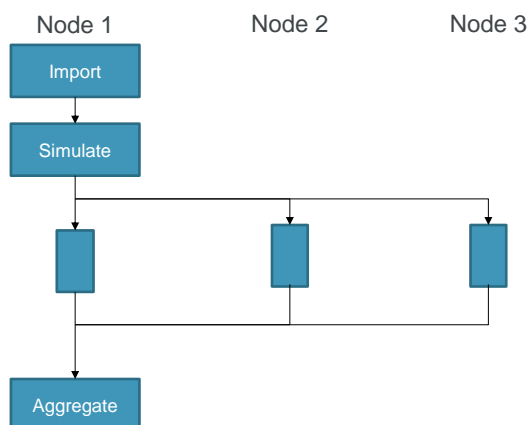 Node 1
Node 2
Node 3
Import
Simulate
Aggregate